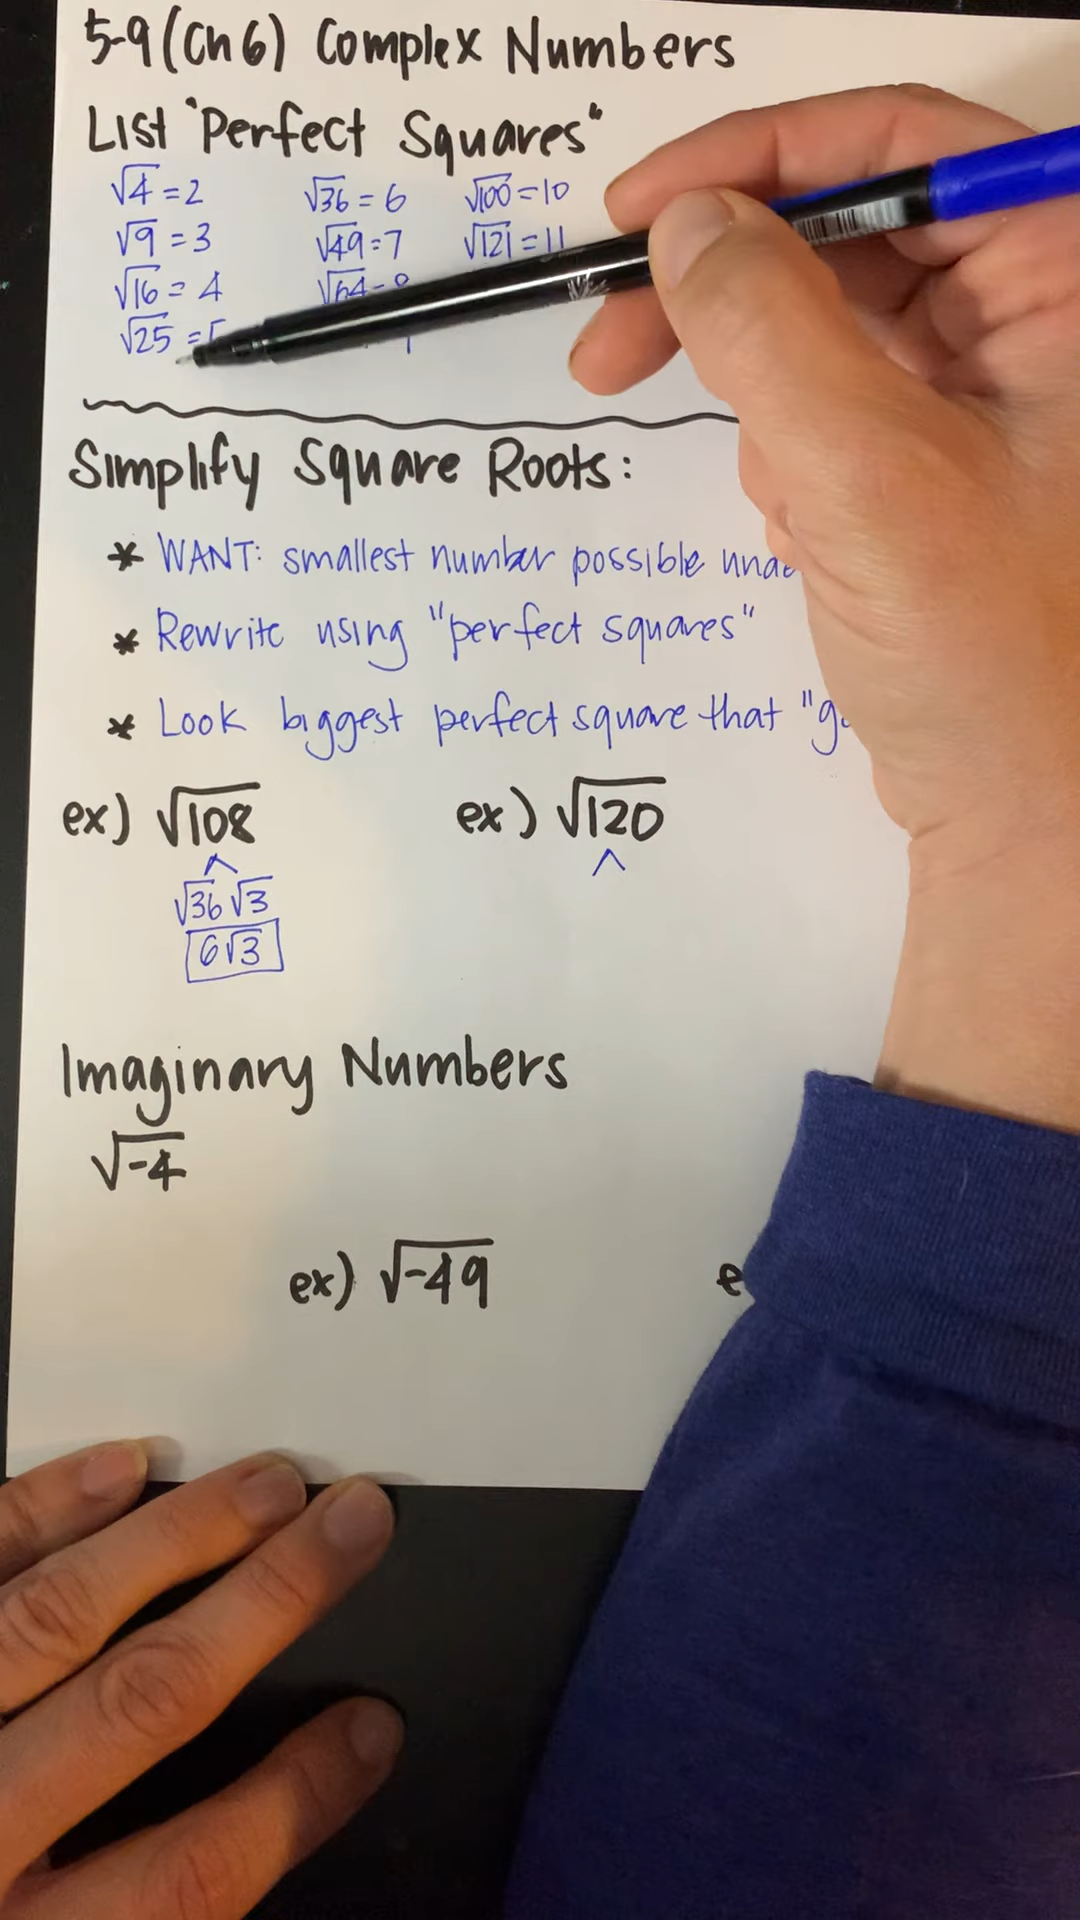 5-9 (Ch 6) Complex Numbers
List "Perfect Squares"
√4 = 2 √36 = 6 √100 = 10
√9 = 3 √49 = 7 √121 = 11
√16 = 4 √64
√25 =
Simplify Square Roots:
* WANT: smallest number possible
* Rewrite using "perfect squares"
* Look biggest perfect square that
ex) √108 ex) √120
√36 √3
6√3
Imaginary Numbers
√-4
ex) √-49